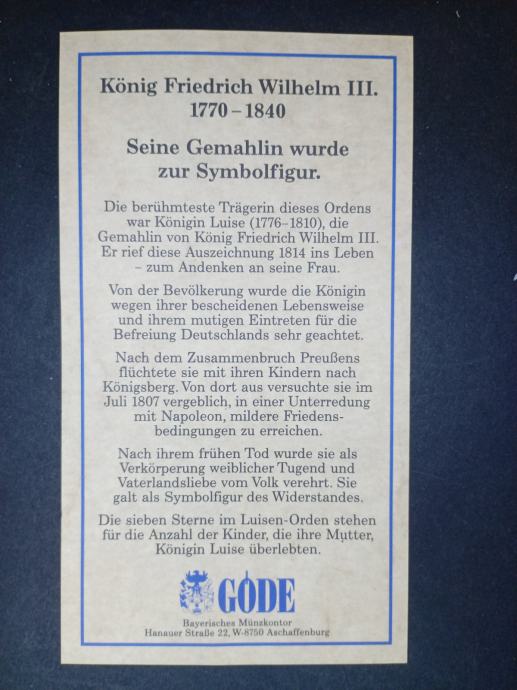 König Friedrich Wilhelm III.
1770 – 1840
Seine Gemahlin wurde
zur Symbolfigur.
Die berühmteste Trägerin dieses Ordens
war Königin Luise (1776–1810), die
Gemahlin von König Friedrich Wilhelm III.
Er rief diese Auszeichnung 1814 ins Leben
– zum Andenken an seine Frau.
Von der Bevölkerung wurde die Königin
wegen ihrer bescheidenen Lebensweise
und ihrem mutigen Eintreten für die
Befreiung Deutschlands sehr geachtet.
Nach dem Zusammenbruch Preußens
flüchtete sie mit ihren Kindern nach
Königsberg. Von dort aus versuchte sie im
Juli 1807 vergeblich, in einer Unterredung
mit Napoleon, mildere Friedens-
bedingungen zu erreichen.
Nach ihrem frühen Tod wurde sie als
Verkörperung weiblicher Tugend und
Vaterlandsliebe vom Volk verehrt. Sie
galt als Symbolfigur des Widerstandes.
Die sieben Sterne im Luisen-Orden stehen
für die Anzahl der Kinder, die ihre Mutter,
Königin Luise überlebten.
GÖDE
Bayerisches Münzkontor
Hanauer Straße 22, W-8750 Aschaffenburg